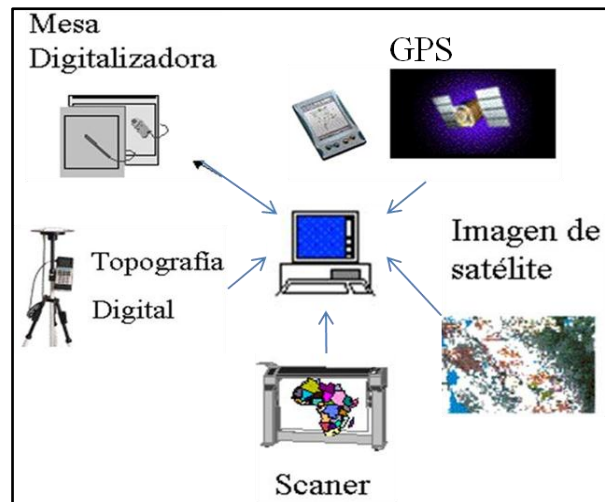 Mesa
Digitalizadora
GPS
Topografía
Digital
Imagen de
satélite
Scaner